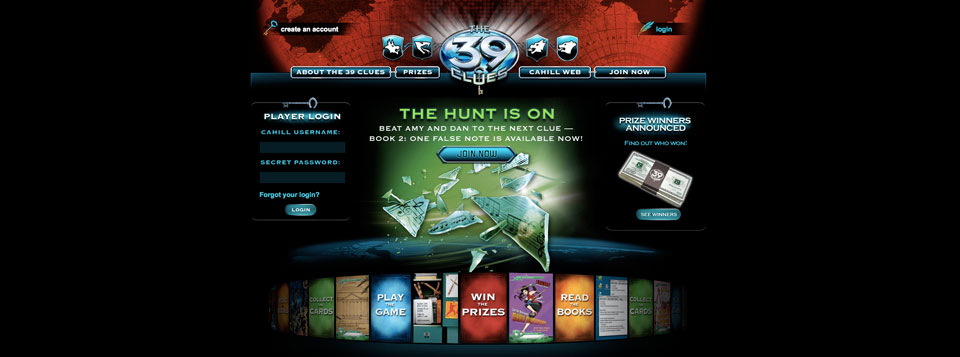 create an account
login
THE
39
CLUES
ABOUT THE 39 CLUES
PRIZES
CAHILL WEB
JOIN NOW
PLAYER LOGIN
CAHILL USERNAME:
SECRET PASSWORD:
Forgot your login?
LOGIN
THE HUNT IS ON
BEAT AMY AND DAN TO THE NEXT CLUE —
BOOK 2: ONE FALSE NOTE IS AVAILABLE NOW!
JOIN NOW
PRIZE WINNERS
ANNOUNCED
FIND OUT WHO WON!
39
SEE WINNERS
COLLECT
THE
CARDS
PLAY
THE
GAME
WIN
THE
PRIZES
READ
THE
BOOKS
COLLECT
THE
CARDS